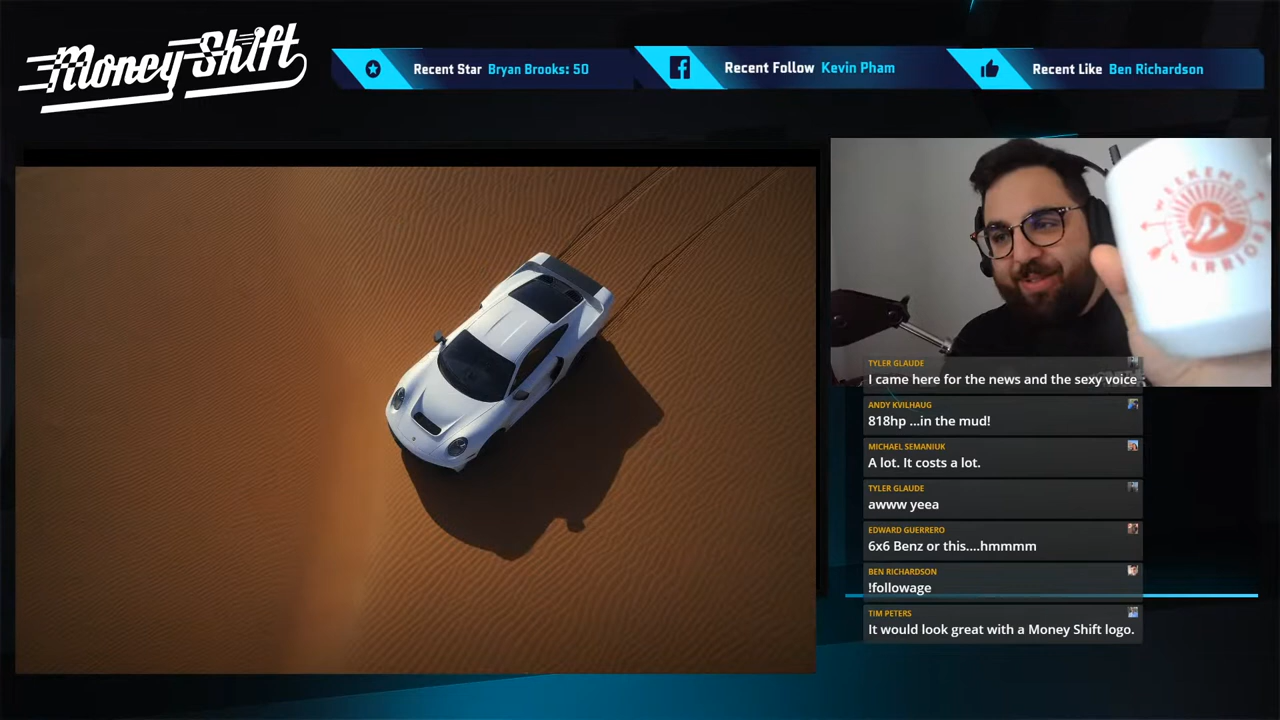 Money Shift
Recent Star Bryan Brooks: 50
Recent Follow Kevin Pham
Recent Like Ben Richardson
WEEKEND
WARRIOR
TYLER GLAUDE
I came here for the news and the sexy voice
ANDY KVILHAUG
818hp ...in the mud!
MICHAEL SEMANIUK
A lot. It costs a lot.
TYLER GLAUDE
awww yeea
EDWARD GUERRERO
6x6 Benz or this....hmmmm
BEN RICHARDSON
!followage
TIM PETERS
It would look great with a Money Shift logo.